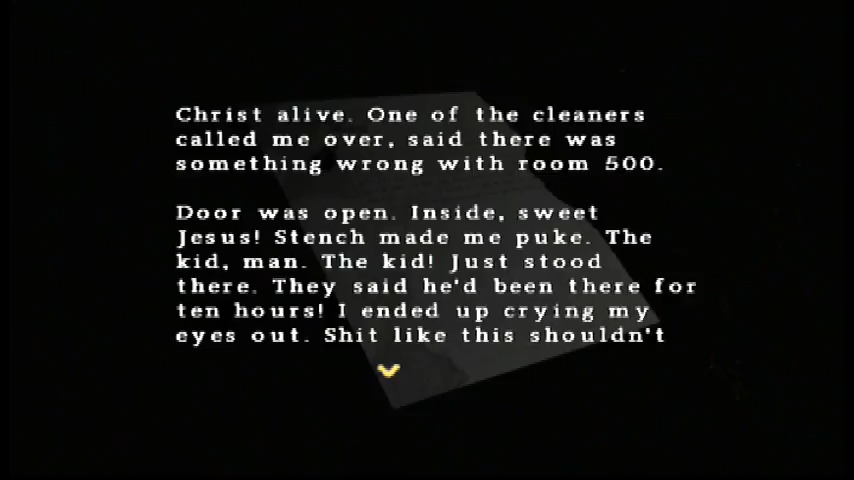 Christ alive. One of the cleaners
called me over, said there was
something wrong with room 500.
Door was open. Inside, sweet
Jesus! Stench made me puke. The
kid, man. The kid! Just stood
there. They said he'd been there for
ten hours! I ended up crying my
eyes out. Shit like this shouldn't